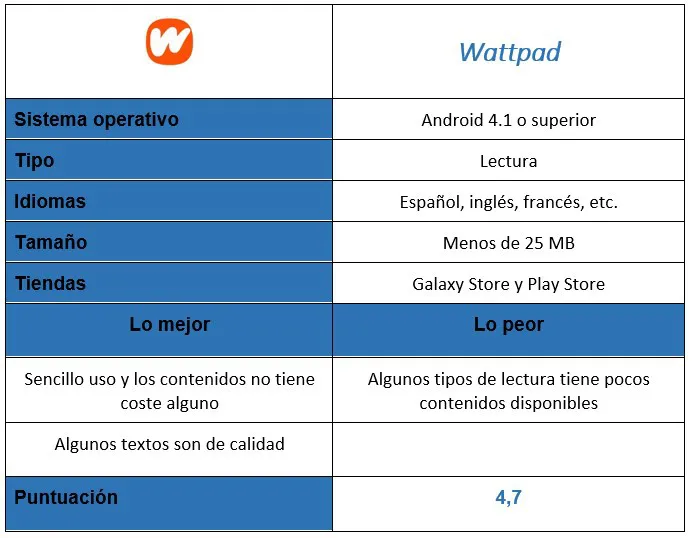 Wattpad
Sistema operativo
Android 4.1 o superior
Tipo
Lectura
Idiomas
Español, inglés, francés, etc.
Tamaño
Menos de 25 MB
Tiendas
Galaxy Store y Play Store
Lo mejor
Lo peor
Sencillo uso y los contenidos no tiene
coste alguno
Algunos tipos de lectura tiene pocos
contenidos disponibles
Algunos textos son de calidad
Puntuación
4,7